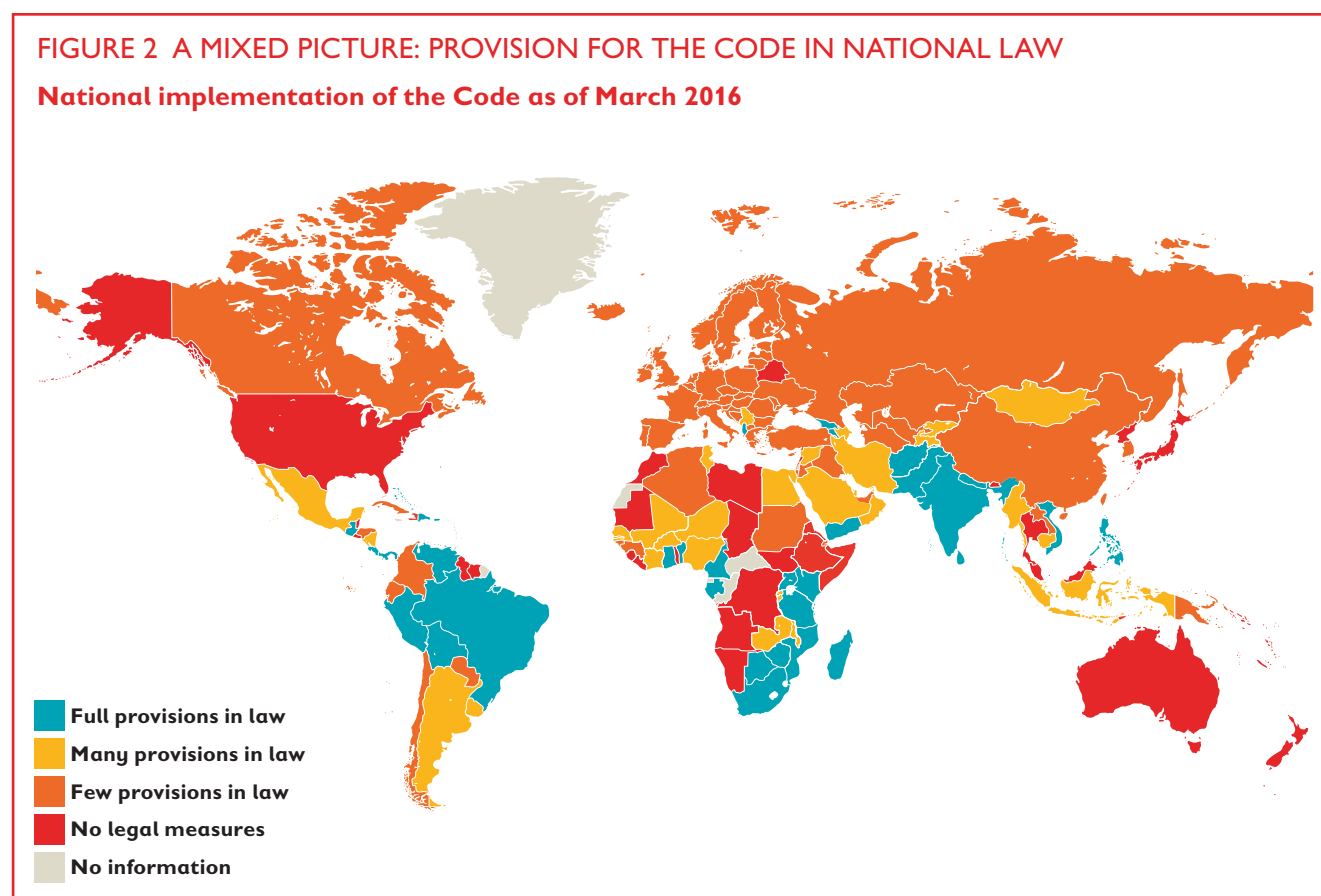 FIGURE 2 A MIXED PICTURE: PROVISION FOR THE CODE IN NATIONAL LAW
National implementation of the Code as of March 2016
Full provisions in law
Many provisions in law
Few provisions in law
No legal measures
No information